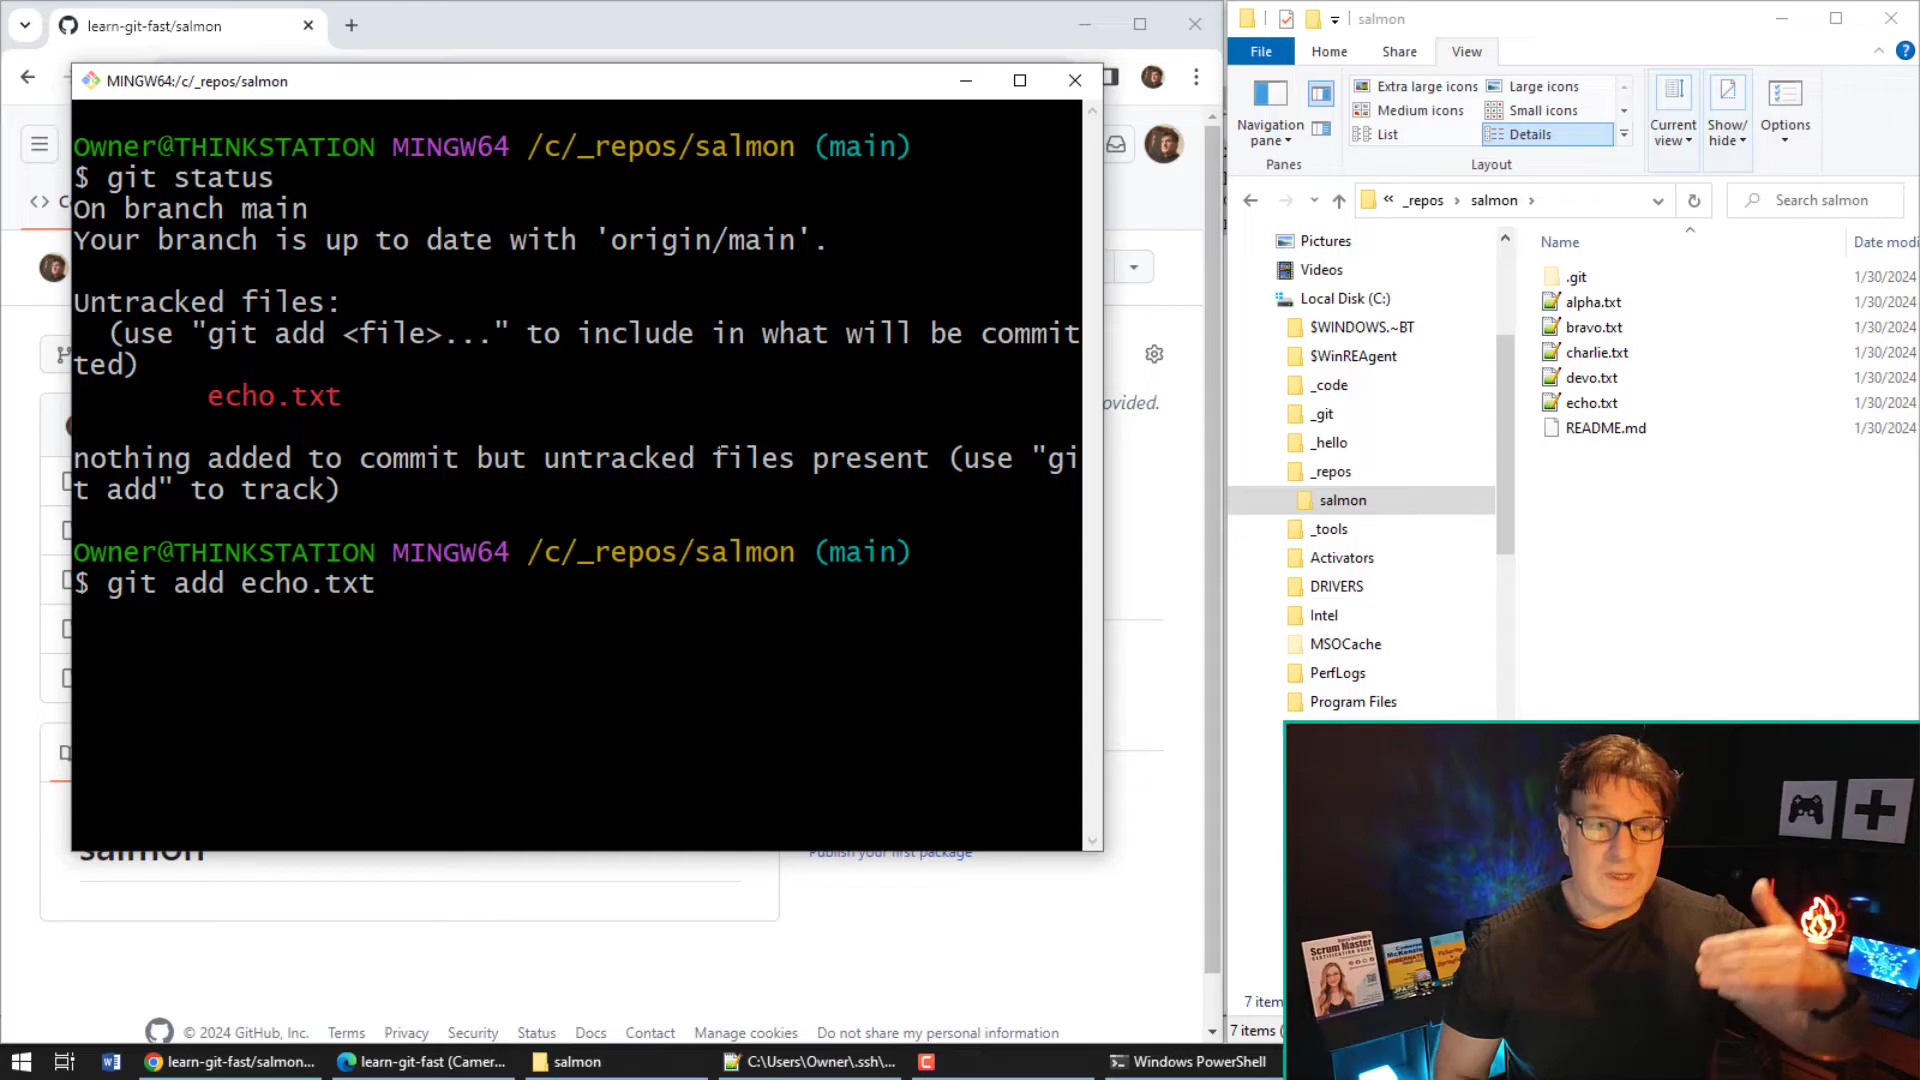 learn-git-fast/salmon
MINGW64:/c/_repos/salmon
Owner@THINKSTATION MINGW64 /c/_repos/salmon (main)
$ git status
On branch main
Your branch is up to date with 'origin/main'.
Untracked files:
(use "git add <file>..." to include in what will be commit
ted)
echo.txt
nothing added to commit but untracked files present (use "gi
t add" to track)
Owner@THINKSTATION MINGW64 /c/_repos/salmon (main)
$ git add echo.txt
ovided.
salmon
Publish your first package
© 2024 GitHub, Inc. Terms Privacy Security Status Docs Contact Manage cookies Do not share my personal information
salmon
File Home Share View
Navigation
pane
Extra large icons
Large icons
Medium icons
Small icons
List
Details
Current
view
Show/
hide
Options
Panes
Layout
_repos
salmon
Search salmon
Pictures
Videos
Local Disk (C:)
$WINDOWS.~BT
$WinREAgent
_code
_git
_hello
_repos
salmon
_tools
Activators
DRIVERS
Intel
MSOCache
PerfLogs
Program Files
Name
Date modi
.git 1/30/2024
alpha.txt 1/30/2024
bravo.txt 1/30/2024
charlie.txt 1/30/2024
devo.txt 1/30/2024
echo.txt 1/30/2024
README.md 1/30/2024
7 item
7 items
Scrum Master
learn-git-fast/salmon...
learn-git-fast (Camer...
salmon
C:\Users\Owner\.ssh\...
Windows PowerShell